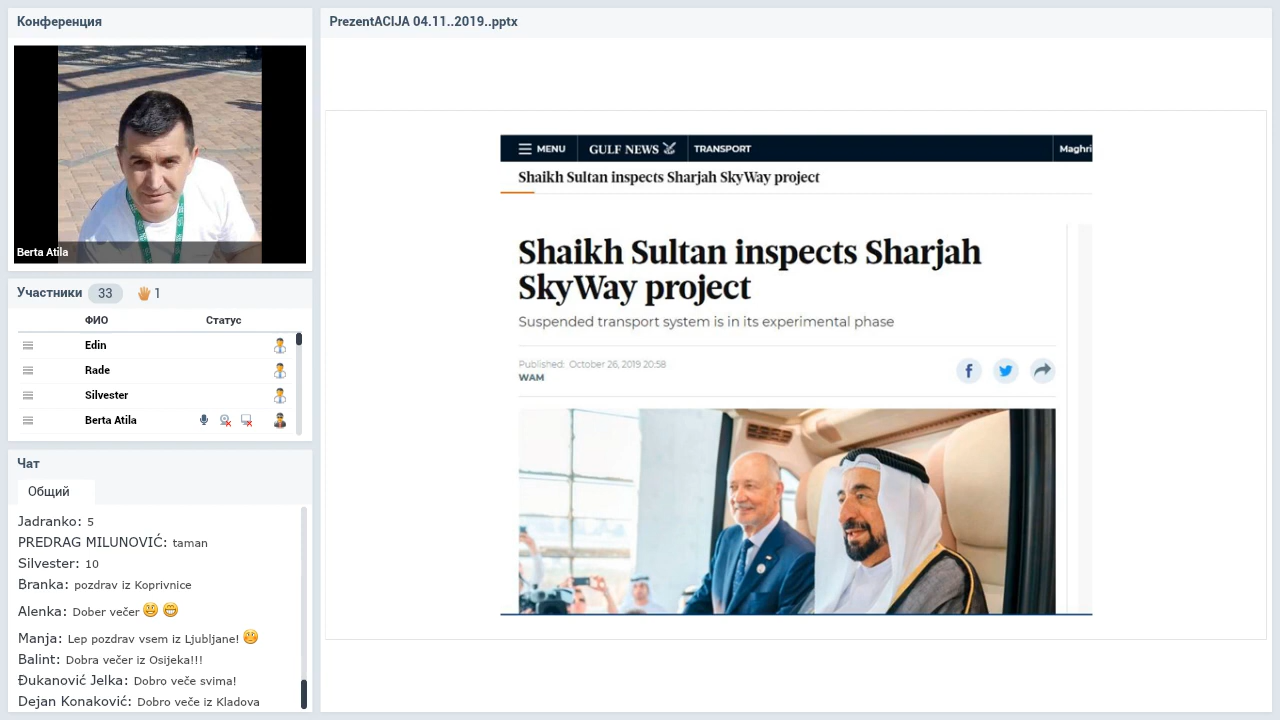 Конференция
Berta Atila
Участники 33 1
ФИО Статус
Edin
Rade
Silvester
Berta Atila
Чат
Общий
Jadranko: 5
PREDRAG MILUNOVIĆ: taman
Silvester: 10
Branka: pozdrav iz Koprivnice
Alenka: Dober večer
Manja: Lep pozdrav vsem iz Ljubljane!
Balint: Dobra večer iz Osijeka!!!
Đukanović Jelka: Dobro veče svima!
Dejan Konaković: Dobro veče iz Kladova
PrezentACIJA 04.11..2019..pptx
MENU GULF NEWS TRANSPORT Maghri
Shaikh Sultan inspects Sharjah SkyWay project
Shaikh Sultan inspects Sharjah
SkyWay project
Suspended transport system is in its experimental phase
Published: October 26, 2019 20:58
WAM